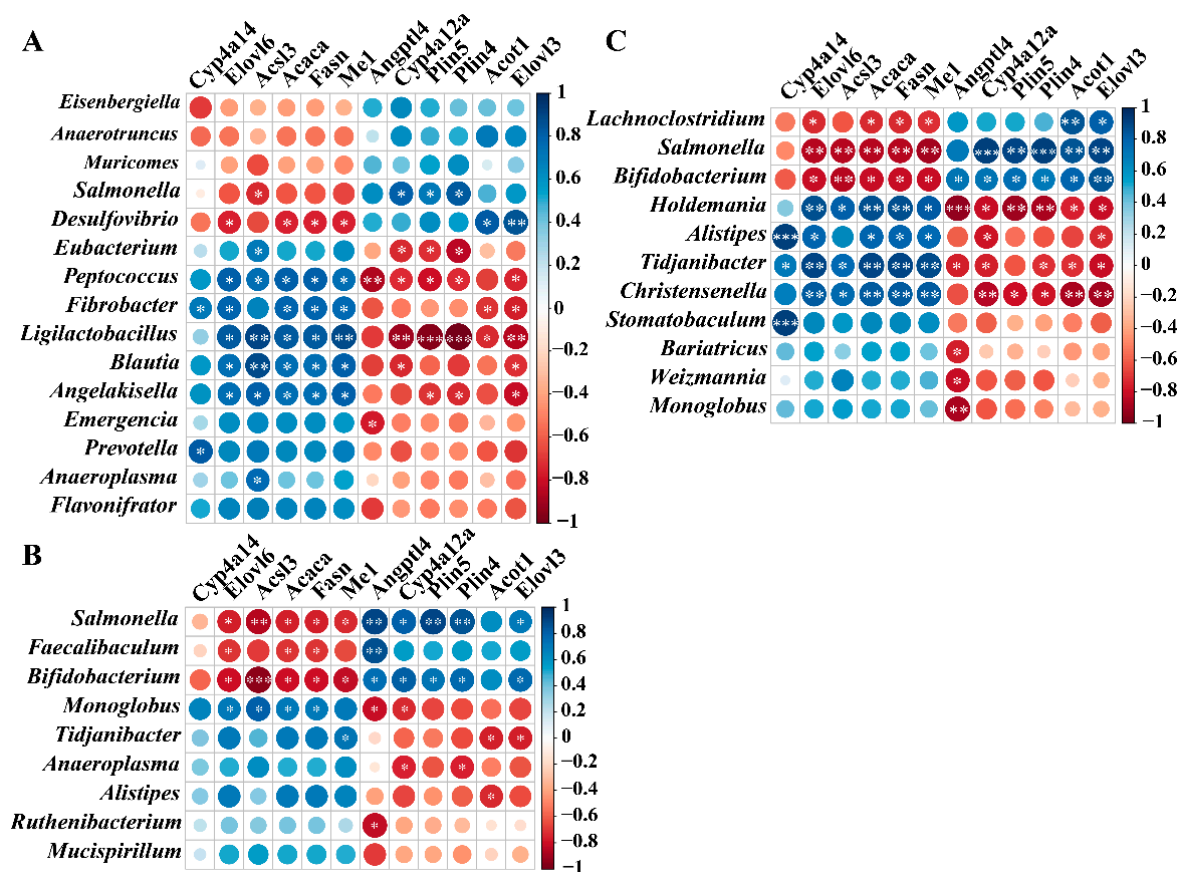 A
Cyp4a14 Elovl6 Acsl3 Acaca Fasn Me1 Angptl4 Cyp4a12a Plin5 Plin4 Acot1 Elovl3
Eisenbergiella
Anaerotruncus
Muricomes
Salmonella * * * *
Desulfovibrio * * * * * **
Eubacterium * * * *
Peptococcus * * * * * ** * * * *
Fibrobacter * * * * * * *
Ligilactobacillus * ** * * ** ** *** *** * **
Blautia * ** * * * * *
Angelakisella * * * * * * * *
Emergencia *
Prevotella *
Anaeroplasma *
Flavonifrator
1
0.8
0.6
0.4
0.2
0
−0.2
−0.4
−0.6
−0.8
−1
B
Cyp4a14 Elovl6 Acsl3 Acaca Fasn Me1 Angptl4 Cyp4a12a Plin5 Plin4 Acot1 Elovl3
Salmonella * ** * * * ** * ** ** *
Faecalibaculum * * * **
Bifidobacterium * *** * * * * * * * *
Monoglobus * * * * * *
Tidjanibacter * * *
Anaeroplasma * *
Alistipes *
Ruthenibacterium *
Mucispirillum
1
0.8
0.6
0.4
0.2
0
−0.2
−0.4
−0.6
−0.8
−1
C
Cyp4a14 Elovl6 Acsl3 Acaca Fasn Me1 Angptl4 Cyp4a12a Plin5 Plin4 Acot1 Elovl3
Lachnoclostridium * * * * ** *
Salmonella ** ** ** ** ** *** ** *** ** **
Bifidobacterium * ** * * * * * * * * **
Holdemania ** * ** ** * *** * ** ** * *
Alistipes *** * * * * * *
Tidjanibacter * ** * ** ** ** * * * * *
Christensenella ** * ** ** ** ** * * ** **
Stomatobaculum ***
Bariatricus *
Weizmannia *
Monoglobus **
1
0.8
0.6
0.4
0.2
0
−0.2
−0.4
−0.6
−0.8
−1